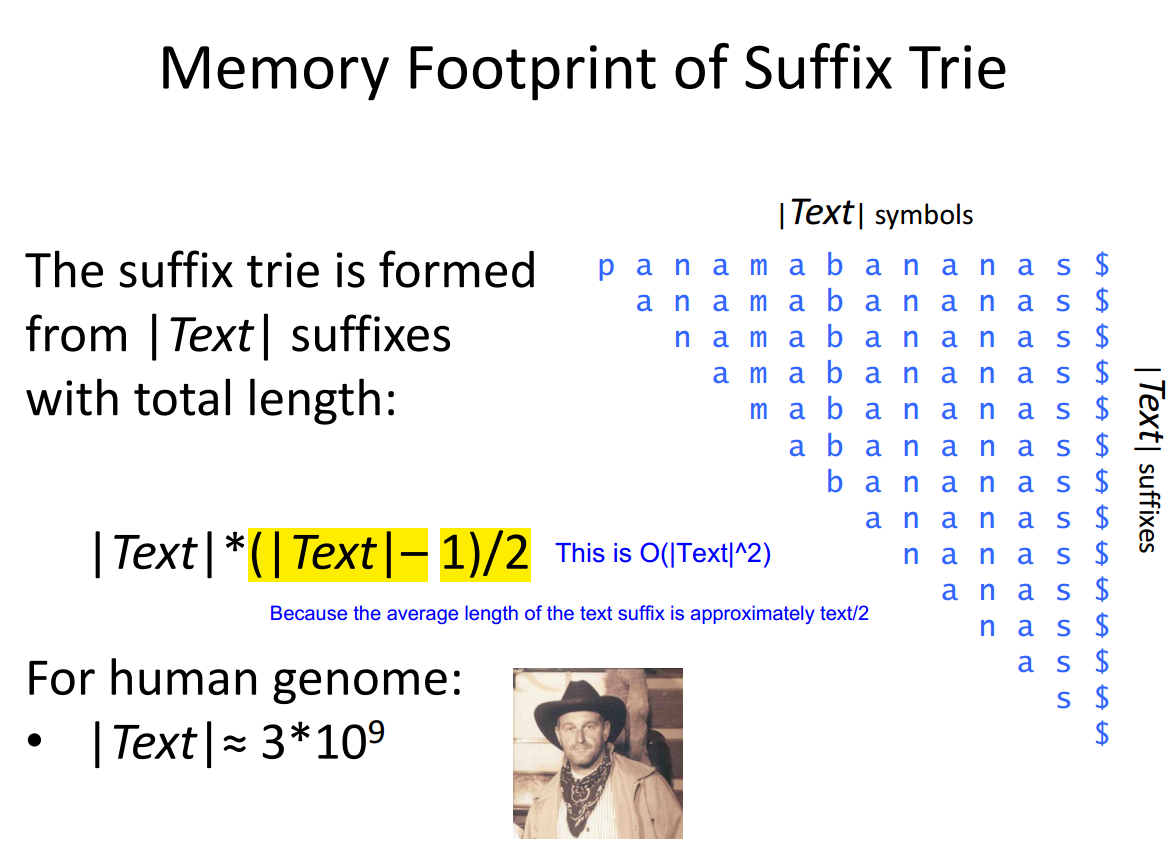 Memory Footprint of Suffix Trie
|Text| symbols
The suffix trie is formed
from |Text| suffixes
with total length:
p a n a m a b a n a n a s $
a n a m a b a n a n a s $
n a m a b a n a n a s $
a m a b a n a n a s $
m a b a n a n a s $
a b a n a n a s $
b a n a n a s $
a n a n a s $
n a n a s $
a n a s $
n a s $
a s $
s $
$
|Text| suffixes
|Text|*(|Text|– 1)/2
This is O(|Text|^2)
Because the average length of the text suffix is approximately text/2
For human genome:
• |Text|≈ 3*10⁹